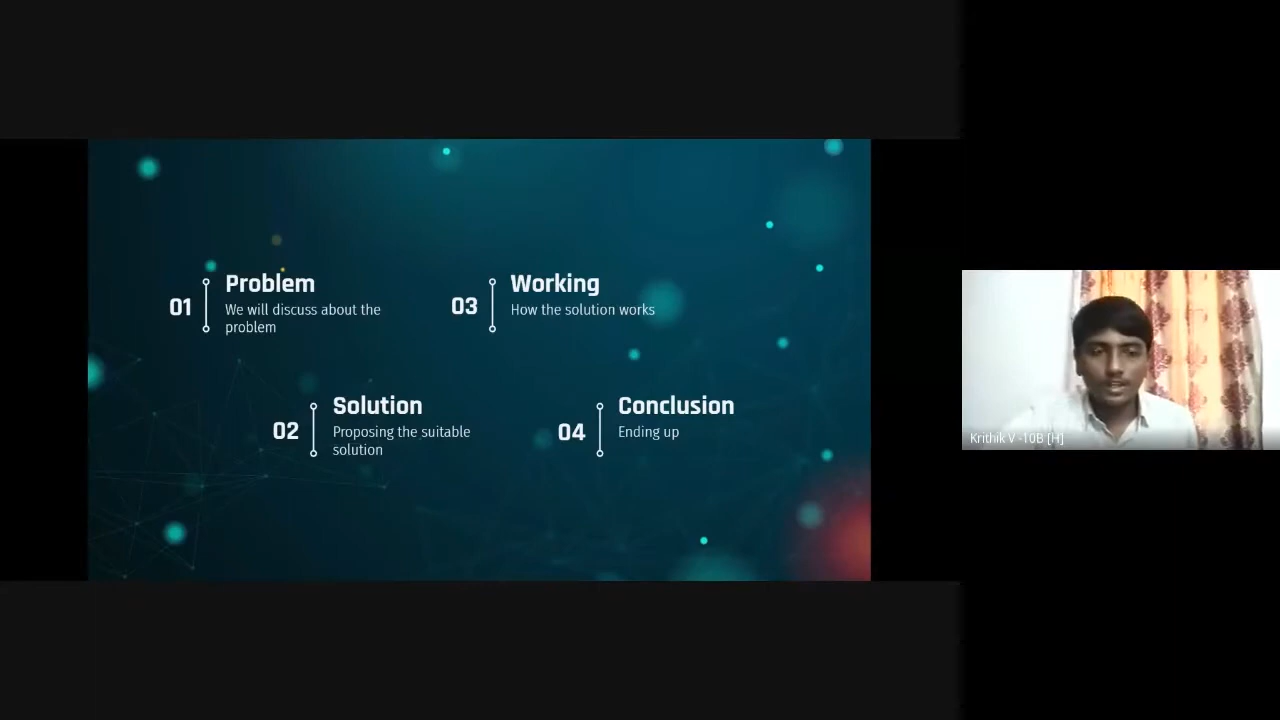 01
Problem
We will discuss about the
problem
02
Solution
Proposing the suitable
solution
03
Working
How the solution works
04
Conclusion
Ending up
Krithik V -10B [H]